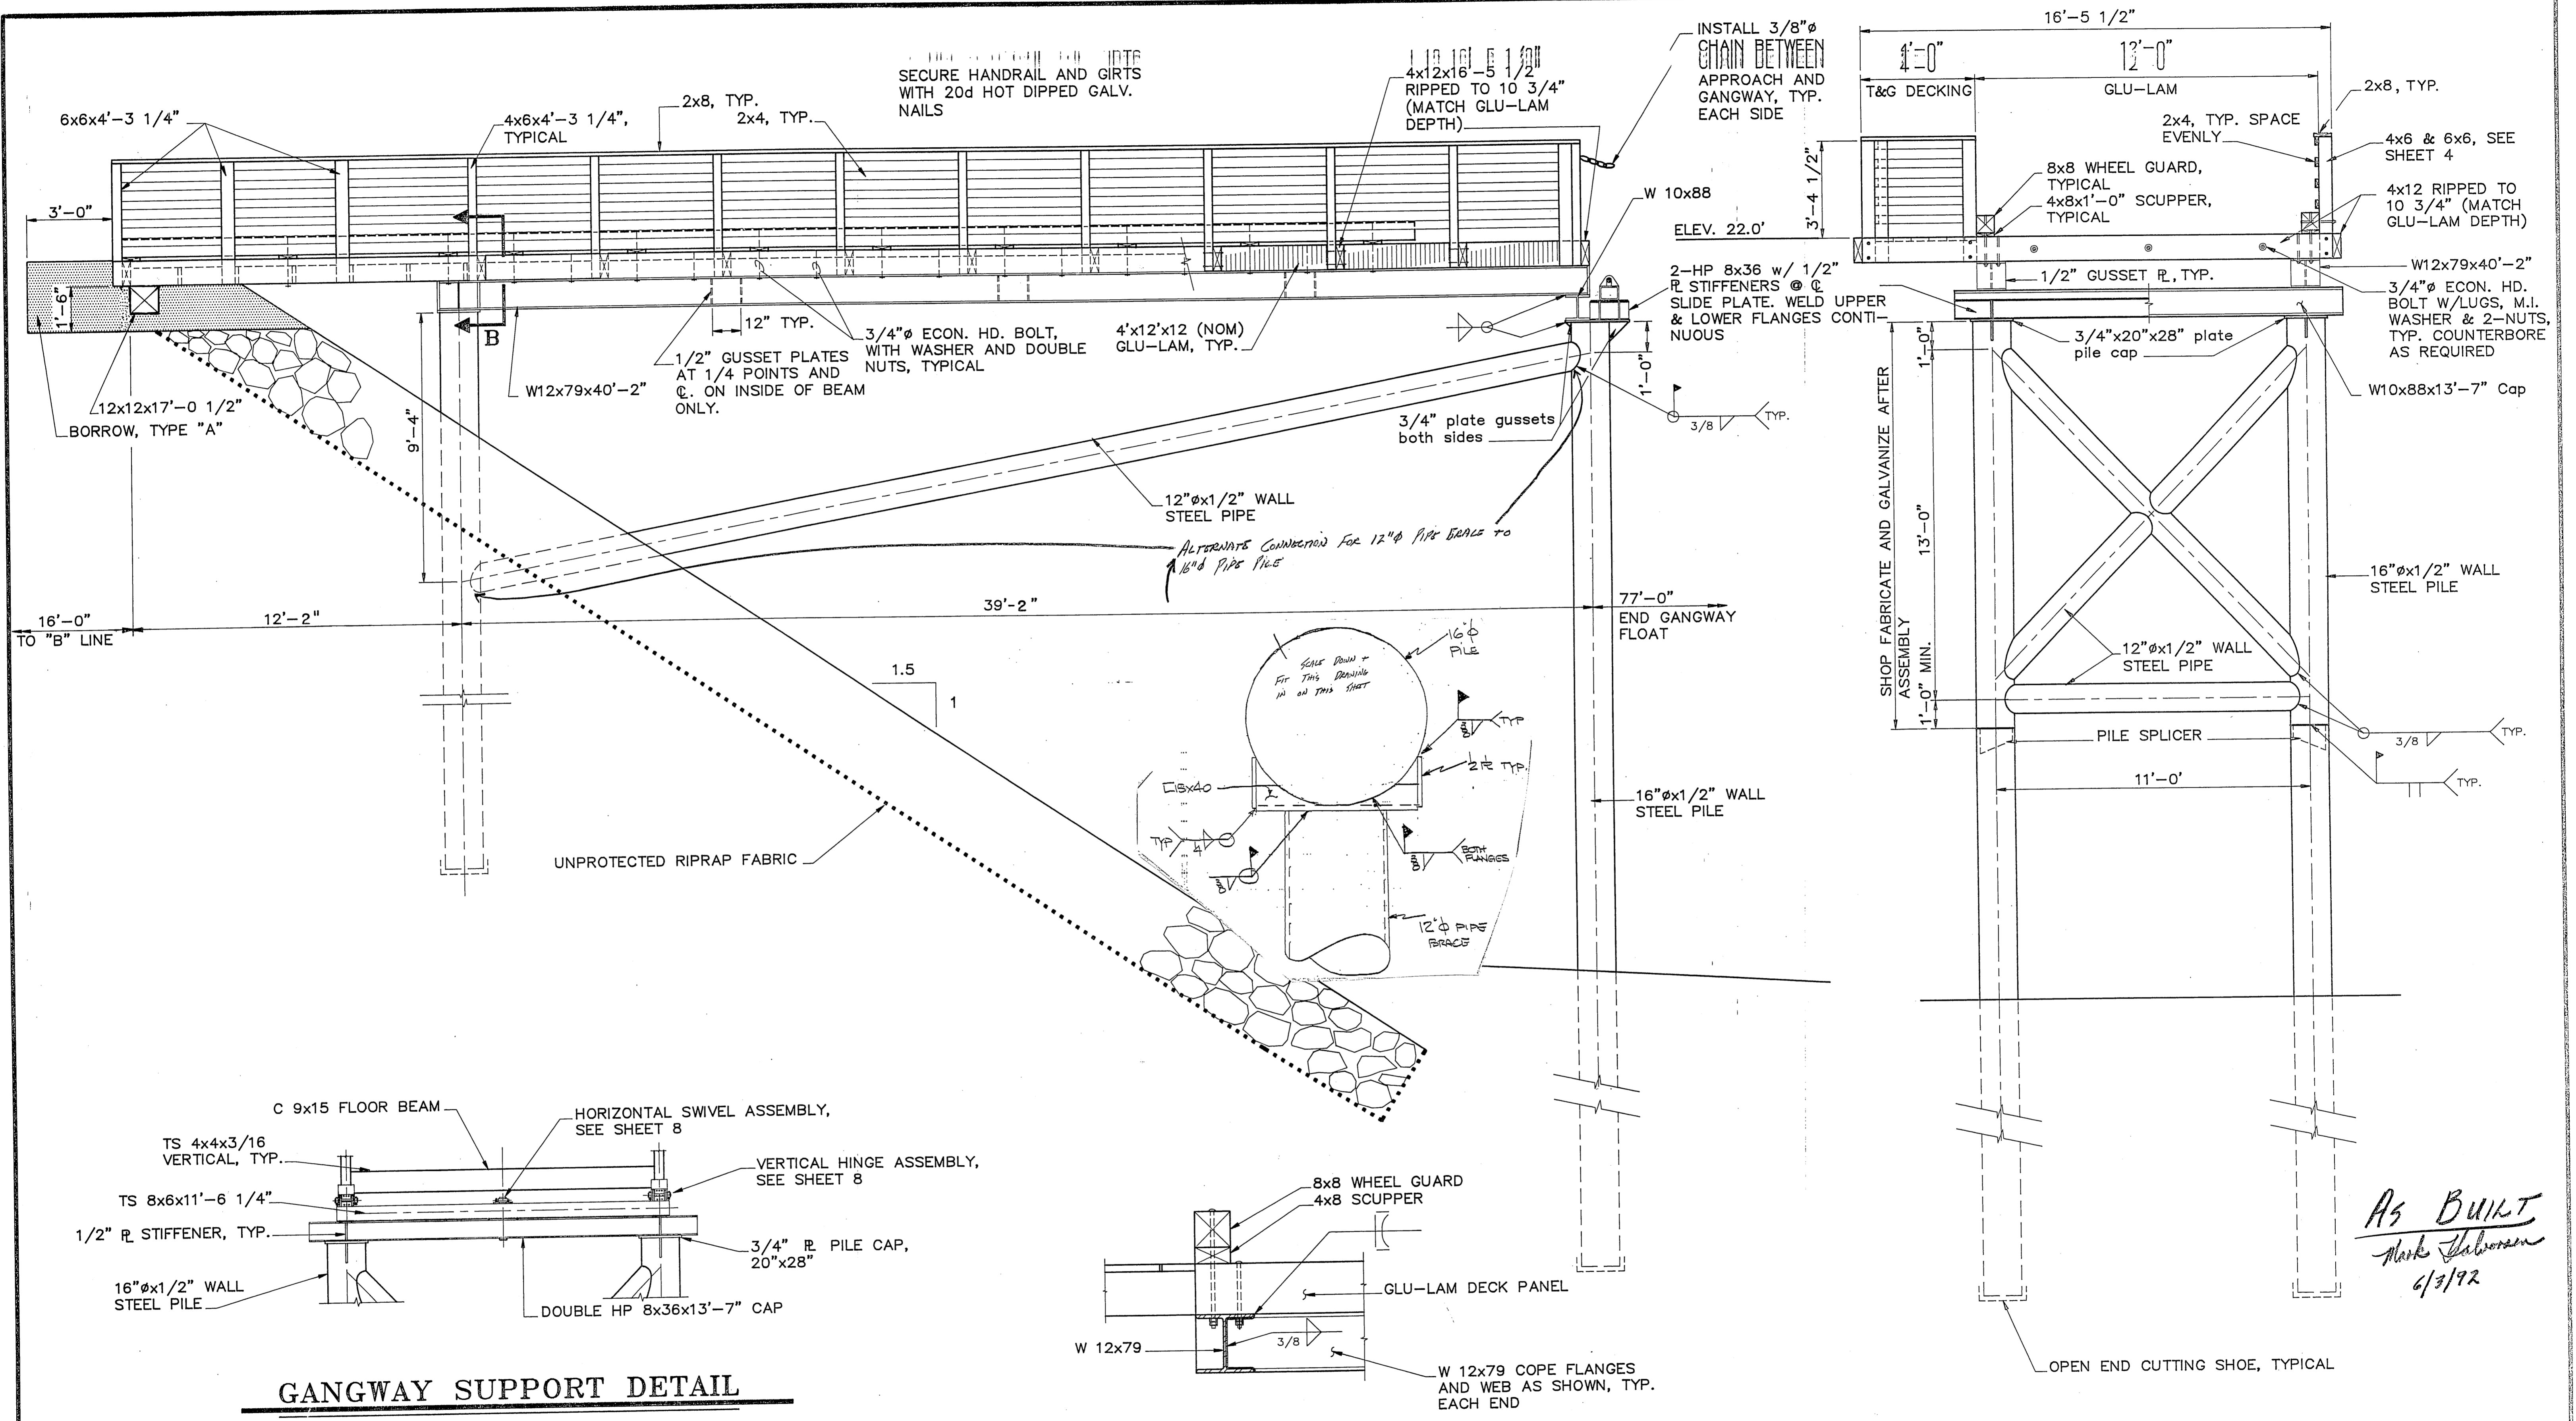 SECURE HANDRAIL AND GIRTS
WITH 20d HOT DIPPED GALV.
NAILS
4x12x16'-5 1/2"
RIPPED TO 10 3/4"
(MATCH GLU-LAM
DEPTH)
INSTALL 3/8"ø
CHAIN BETWEEN
APPROACH AND
GANGWAY, TYP.
EACH SIDE
6x6x4'-3 1/4"
4x6x4'-3 1/4",
TYPICAL
2x8, TYP.
2x4, TYP.
3'-0"
1'-6"
W 10x88
B
12" TYP.
1/2" GUSSET PLATES
AT 1/4 POINTS AND
℄. ON INSIDE OF BEAM
ONLY.
3/4"ø ECON. HD. BOLT,
WITH WASHER AND DOUBLE
NUTS, TYPICAL
4'x12'x12 (NOM)
GLU-LAM, TYP.
W12x79x40'-2"
12x12x17'-0 1/2"
BORROW, TYPE "A"
9'-4"
2-HP 8x36 w/ 1/2"
PL STIFFENERS @ ℄
SLIDE PLATE. WELD UPPER
& LOWER FLANGES CONTI-
NUOUS
1'-0"
3/4" plate gussets
both sides
3/8
TYP.
12"øx1/2" WALL
STEEL PIPE
ALTERNATE CONNECTION FOR 12"ø PIPE BRACE TO
16"ø PIPE PILE
16'-0"
TO "B" LINE
12'-2"
39'-2"
77'-0"
END GANGWAY
FLOAT
1.5
1
16"ø
PILE
SCALE DOWN +
FIT THIS DRAWING
IN ON THIS SHEET
TYP
1/2 PL TYP.
C15x40
TYP
4
BOTH
FLANGES
12"ø PIPE
BRACE
16"øx1/2" WALL
STEEL PILE
UNPROTECTED RIPRAP FABRIC
16'-5 1/2"
4'-0"
12'-0"
T&G DECKING
GLU-LAM
2x8, TYP.
2x4, TYP. SPACE
EVENLY
4x6 & 6x6, SEE
SHEET 4
8x8 WHEEL GUARD,
TYPICAL
4x8x1'-0" SCUPPER,
TYPICAL
4x12 RIPPED TO
10 3/4" (MATCH
GLU-LAM DEPTH)
3'-4 1/2"
ELEV. 22.0'
1/2" GUSSET PL, TYP.
W12x79x40'-2"
3/4"ø ECON. HD.
BOLT W/LUGS, M.I.
WASHER & 2-NUTS,
TYP. COUNTERBORE
AS REQUIRED
3/4"x20"x28" plate
pile cap
W10x88x13'-7" Cap
SHOP FABRICATE AND GALVANIZE AFTER
ASSEMBLY
1'-0"
13'-0"
1'-0" MIN.
16"øx1/2" WALL
STEEL PILE
12"øx1/2" WALL
STEEL PIPE
PILE SPLICER
3/8
TYP.
TYP.
11'-0'
C 9x15 FLOOR BEAM
HORIZONTAL SWIVEL ASSEMBLY,
SEE SHEET 8
TS 4x4x3/16
VERTICAL, TYP.
VERTICAL HINGE ASSEMBLY,
SEE SHEET 8
TS 8x6x11'-6 1/4"
1/2" PL STIFFENER, TYP.
3/4" PL PILE CAP,
20"x28"
16"øx1/2" WALL
STEEL PILE
DOUBLE HP 8x36x13'-7" CAP
GANGWAY SUPPORT DETAIL
8x8 WHEEL GUARD
4x8 SCUPPER
GLU-LAM DECK PANEL
W 12x79
3/8
W 12x79 COPE FLANGES
AND WEB AS SHOWN, TYP.
EACH END
AS BUILT
Mark Halvorsen
6/3/92
OPEN END CUTTING SHOE, TYPICAL